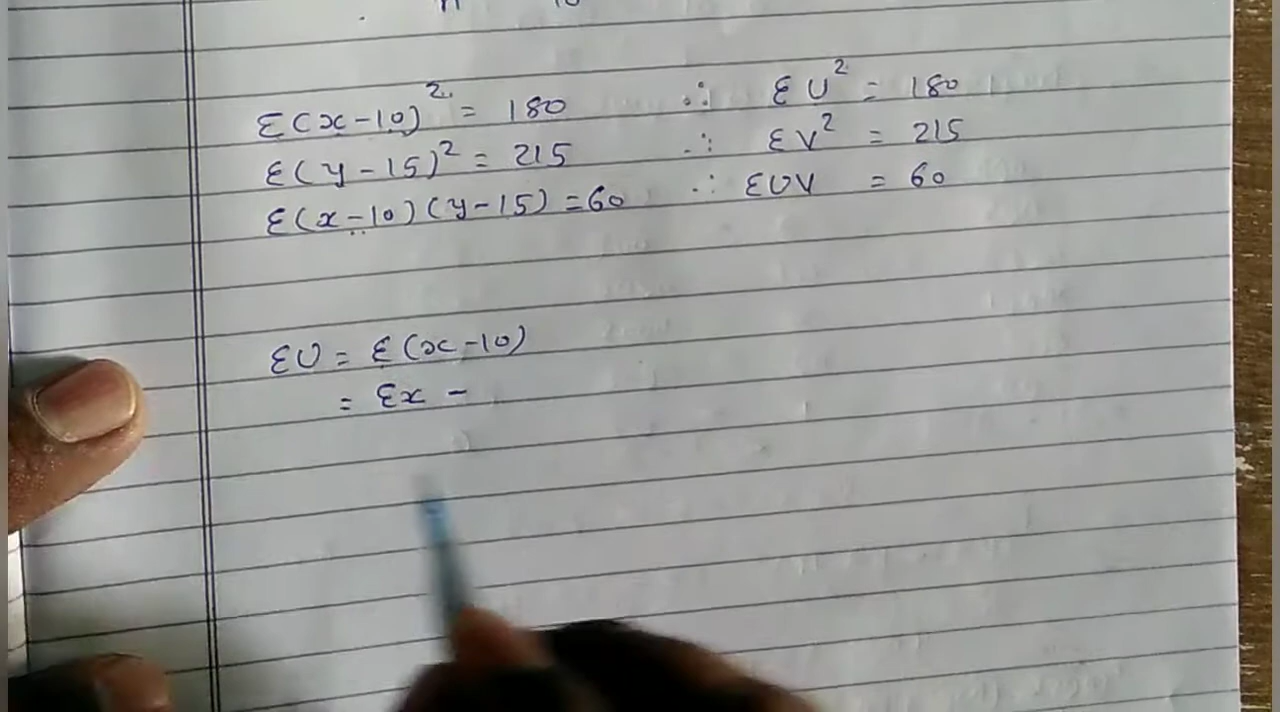 Σ(x-10)² = 180 ∴ ΣU² = 180
Σ(y-15)² = 215 ∴ ΣV² = 215
Σ(x-10)(y-15) = 60 ∴ ΣUV = 60
ΣU = Σ(x-10)
= Σx -